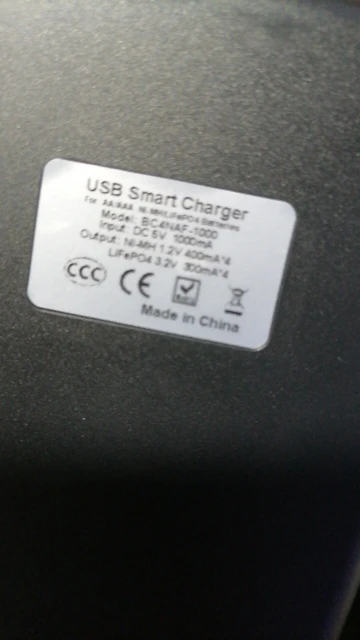 USB Smart Charger
For AA/AAA Ni-MH/LiFePO4 Batteries
Model: BC4NAF-1000
Input: DC 5V 1000mA
Output: Ni-MH 1.2V 400mA*4
LiFePO4 3.2V 300mA*4
CCC CE
Made in China